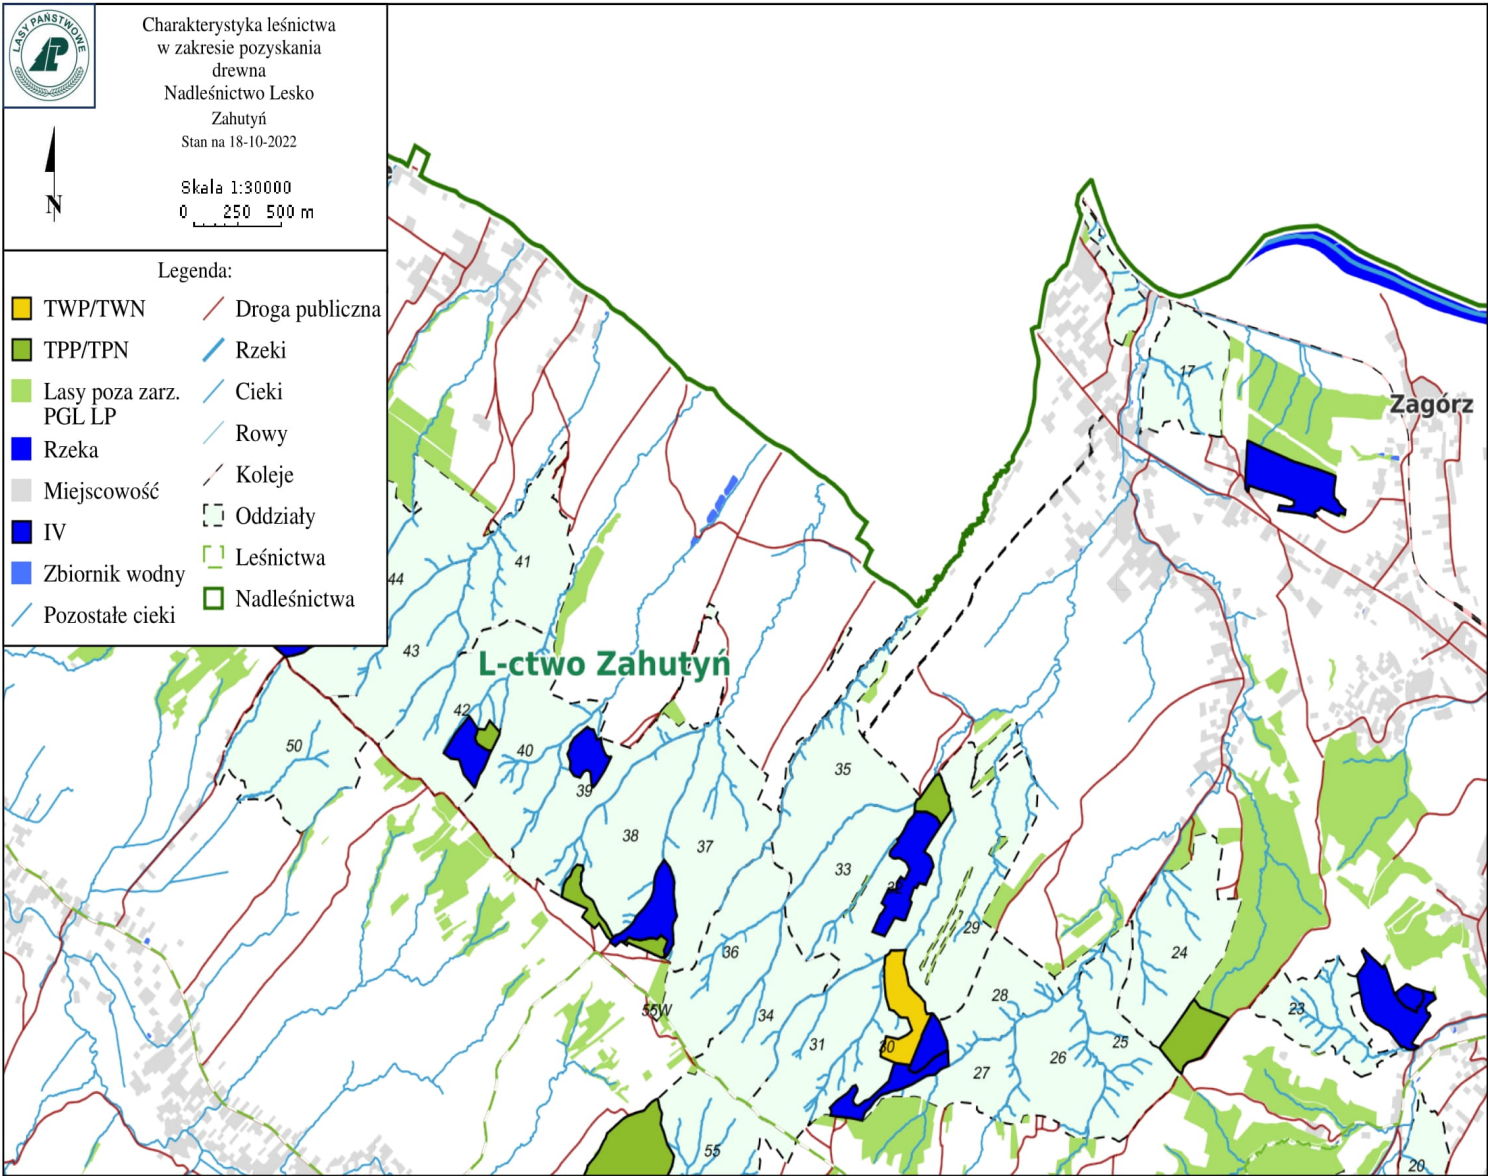 LASY PAŃSTWOWE
Charakterystyka leśnictwa
w zakresie pozyskania
drewna
Nadleśnictwo Lesko
Zahutyń
Stan na 18-10-2022
N
Skala 1:30000
0 250 500 m
Legenda:
TWP/TWN
TPP/TPN
Lasy poza zarz.
PGL LP
Rzeka
Miejscowość
IV
Zbiornik wodny
Pozostałe cieki
Droga publiczna
Rzeki
Cieki
Rowy
Koleje
Oddziały
Leśnictwa
Nadleśnictwa
17
Zagórz
41
44
43
L-ctwo Zahutyń
42
50
40
35
39
38
37
33
29
36
24
28
23
55W
34
31
30
25
26
27
55
20